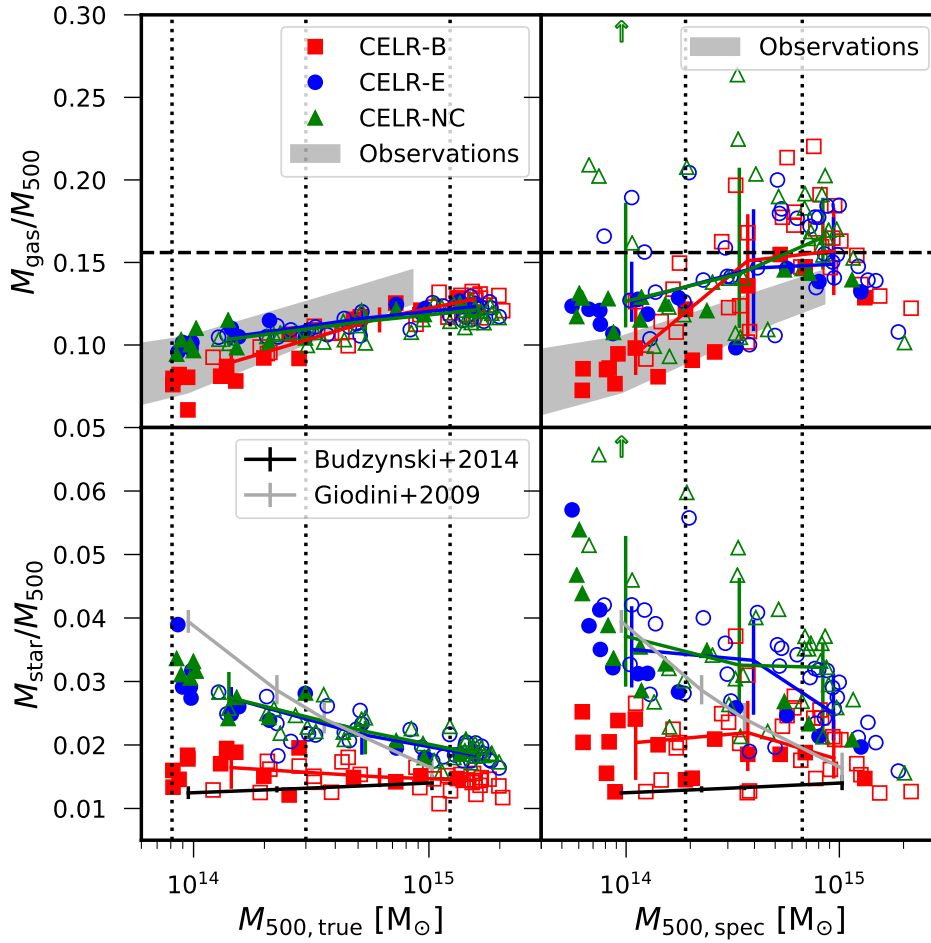 0.30
0.25
0.20
0.15
0.10
0.05
M_gas/M_500
CELR-B
CELR-E
CELR-NC
Observations
⇑
Observations
0.06
0.05
0.04
0.03
0.02
0.01
M_star/M_500
Budzynski+2014
Giodini+2009
⇑
10^14
10^15
10^14
10^15
M_500, true [M_⊙]
M_500, spec [M_⊙]